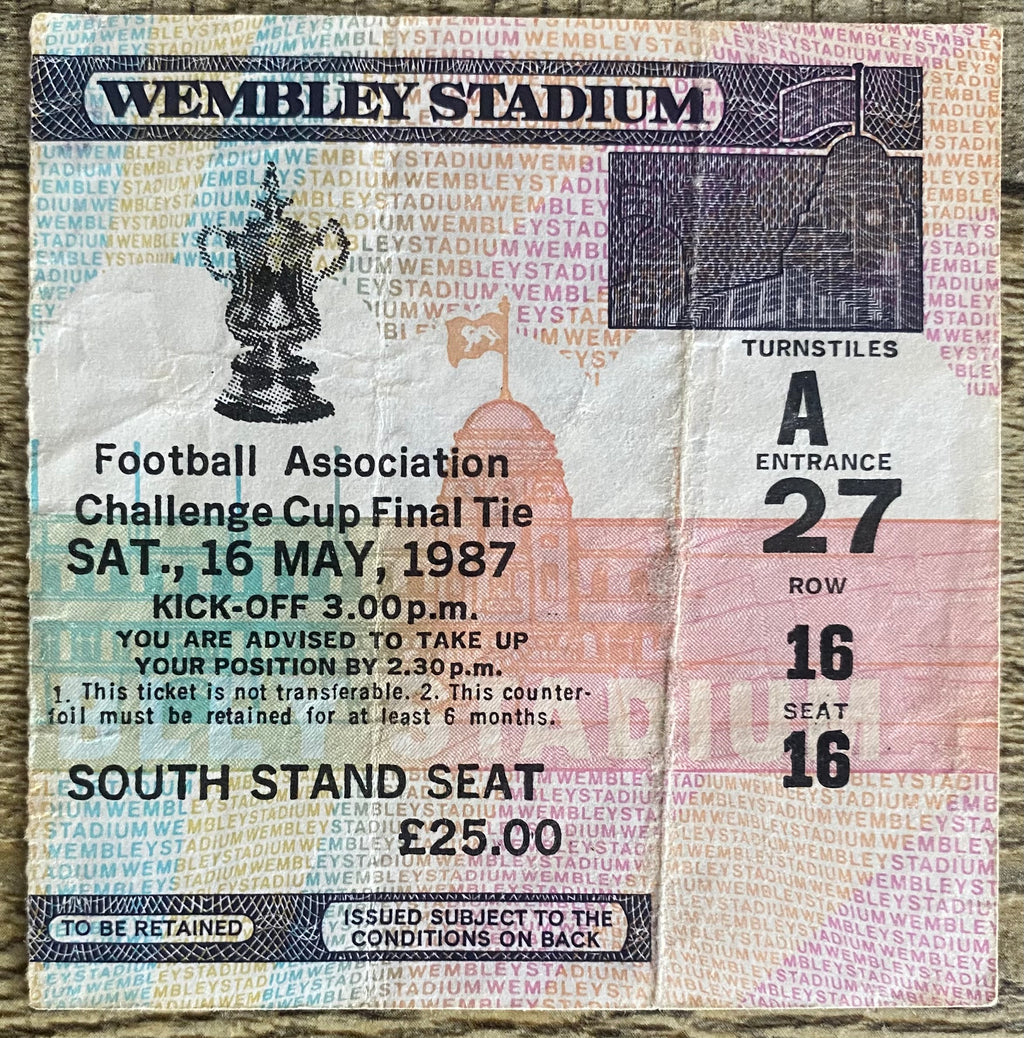 WEMBLEY STADIUM
Football Association
Challenge Cup Final Tie
SAT., 16 MAY, 1987
KICK-OFF 3.00p.m.
YOU ARE ADVISED TO TAKE UP
YOUR POSITION BY 2.30p.m.
1. This ticket is not transferable. 2. This counter-
foil must be retained for at least 6 months.
SOUTH STAND SEAT
£25.00
TO BE RETAINED
ISSUED SUBJECT TO THE
CONDITIONS ON BACK
TURNSTILES
A
ENTRANCE
27
ROW
16
SEAT
16